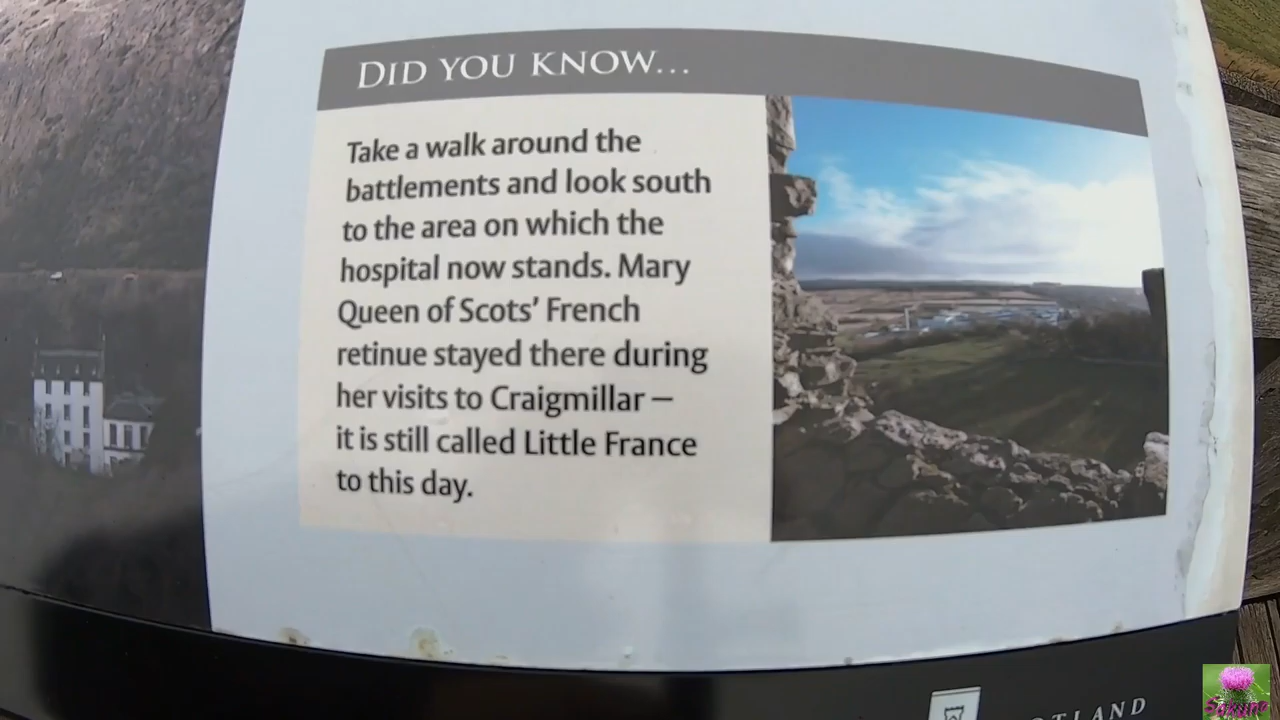 DID YOU KNOW...
Take a walk around the
battlements and look south
to the area on which the
hospital now stands. Mary
Queen of Scots’ French
retinue stayed there during
her visits to Craigmillar –
it is still called Little France
to this day.